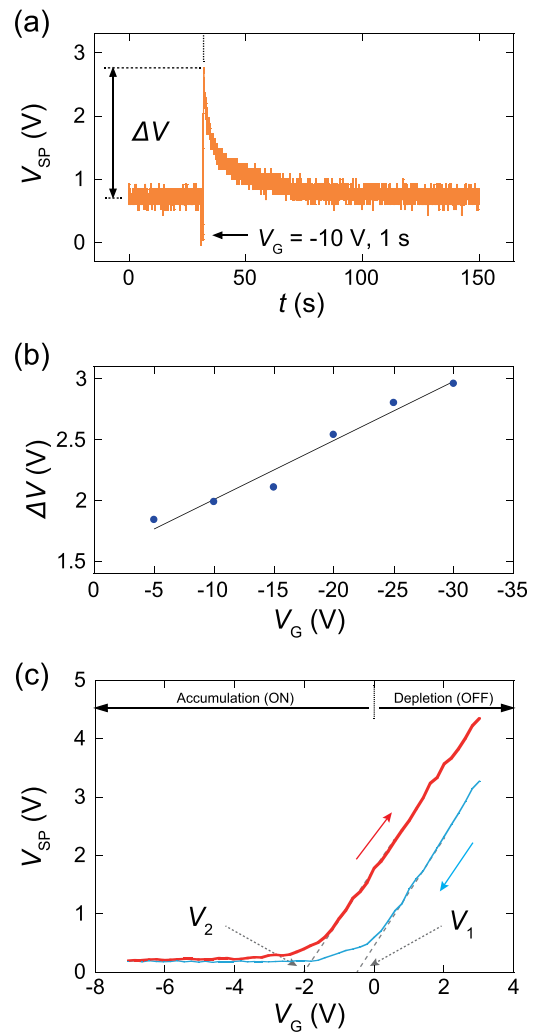 (a)
3
2
1
0
V_SP (V)
ΔV
V_G = -10 V, 1 s
0 50 100 150
t (s)
(b)
3
2.5
2
1.5
ΔV (V)
0 -5 -10 -15 -20 -25 -30 -35
V_G (V)
(c)
5
4
3
2
1
0
V_SP (V)
Accumulation (ON) Depletion (OFF)
V_2 V_1
-8 -6 -4 -2 0 2 4
V_G (V)